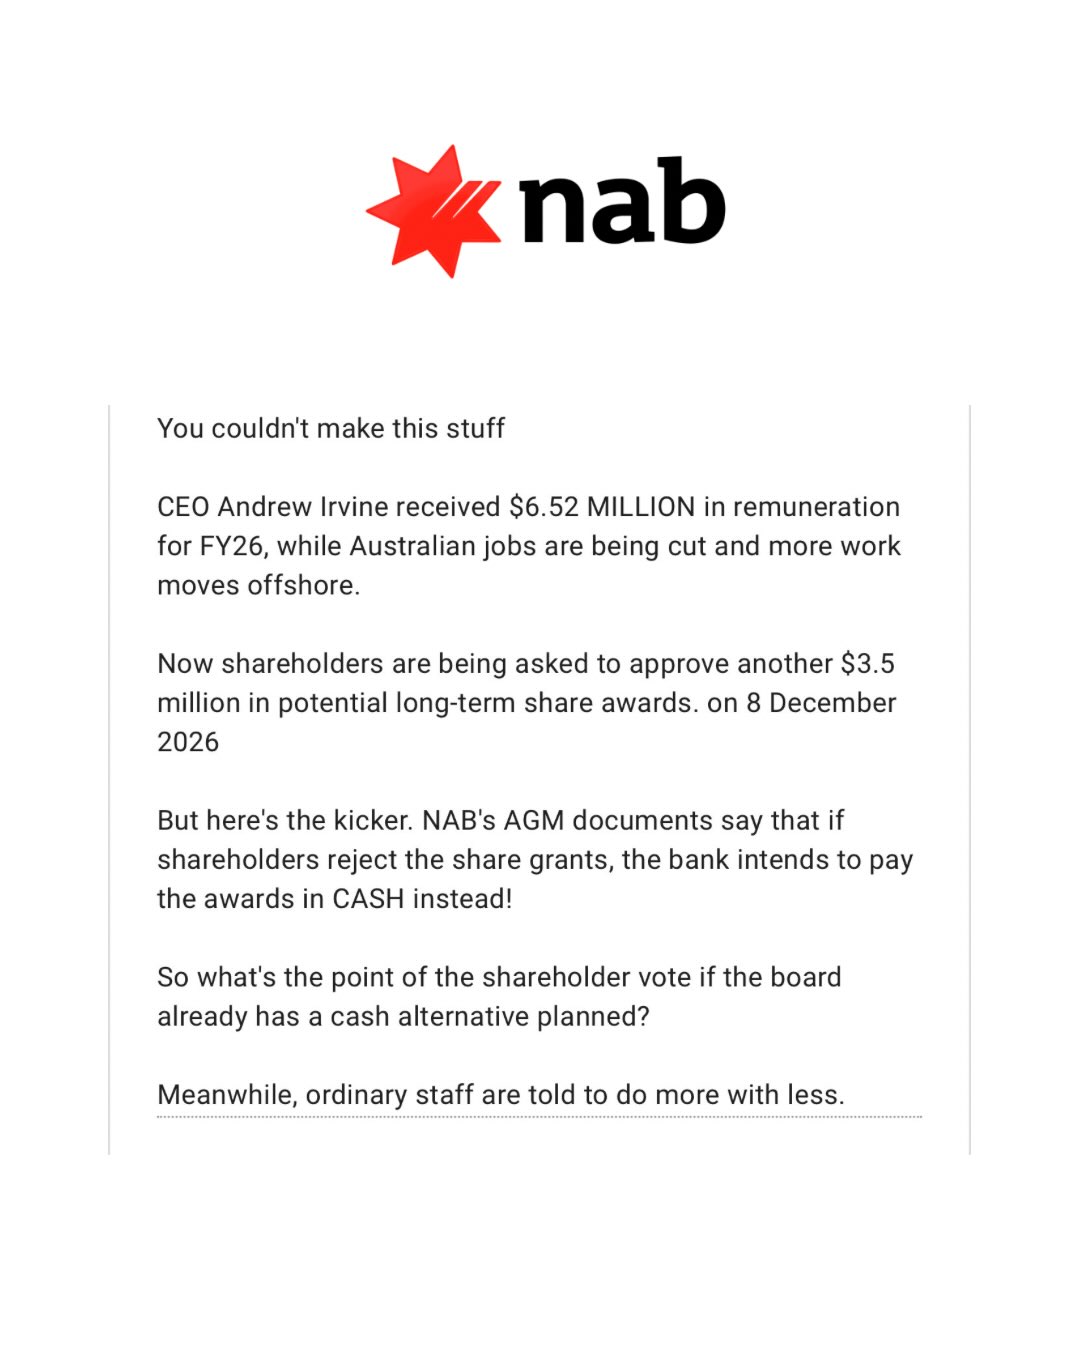 nab
You couldn't make this stuff
CEO Andrew Irvine received $6.52 MILLION in remuneration
for FY26, while Australian jobs are being cut and more work
moves offshore.
Now shareholders are being asked to approve another $3.5
million in potential long-term share awards. on 8 December
2026
But here's the kicker. NAB's AGM documents say that if
shareholders reject the share grants, the bank intends to pay
the awards in CASH instead!
So what's the point of the shareholder vote if the board
already has a cash alternative planned?
Meanwhile, ordinary staff are told to do more with less.